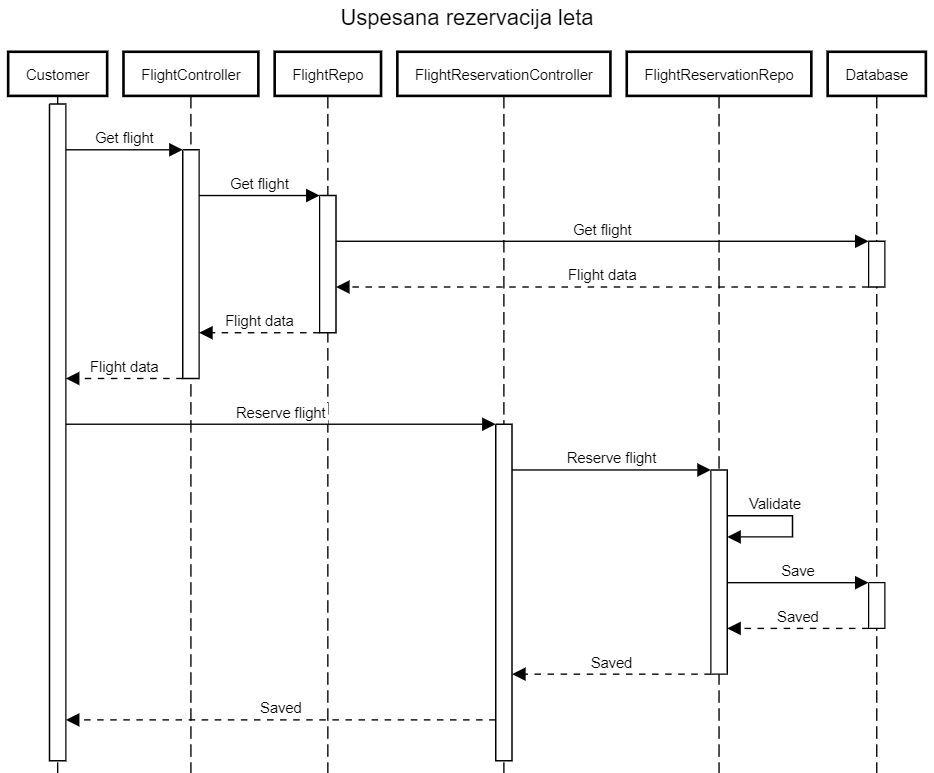 Uspesana rezervacija leta
Customer
FlightController
FlightRepo
FlightReservationController
FlightReservationRepo
Database
Get flight
Get flight
Get flight
Flight data
Flight data
Flight data
Reserve flight
Reserve flight
Validate
Save
Saved
Saved
Saved